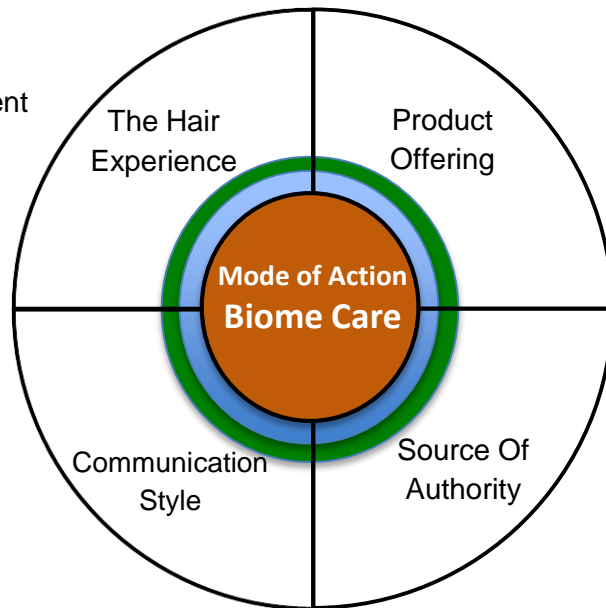 ent
The Hair
Experience
Product
Offering
Mode of Action
Biome Care
Communication
Style
Source Of
Authority